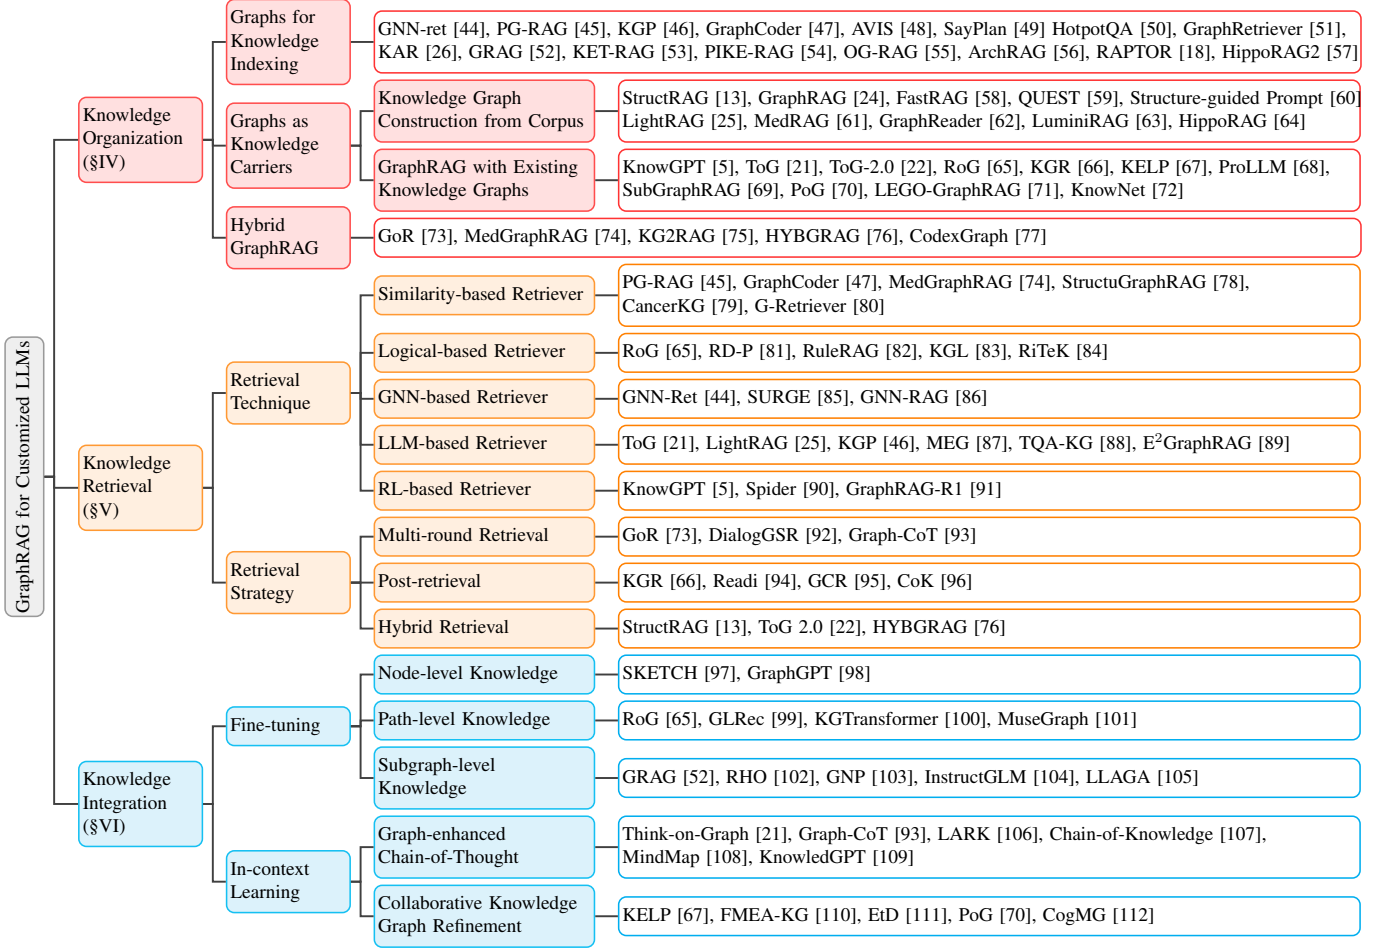 GraphRAG for Customized LLMs
Knowledge
Organization
(§IV)
Graphs for
Knowledge
Indexing
GNN-ret [44], PG-RAG [45], KGP [46], GraphCoder [47], AVIS [48], SayPlan [49] HotpotQA [50], GraphRetriever [51],
KAR [26], GRAG [52], KET-RAG [53], PIKE-RAG [54], OG-RAG [55], ArchRAG [56], RAPTOR [18], HippoRAG2 [57]
Graphs as
Knowledge
Carriers
Knowledge Graph
Construction from Corpus
StructRAG [13], GraphRAG [24], FastRAG [58], QUEST [59], Structure-guided Prompt [60]
LightRAG [25], MedRAG [61], GraphReader [62], LuminiRAG [63], HippoRAG [64]
GraphRAG with Existing
Knowledge Graphs
KnowGPT [5], ToG [21], ToG-2.0 [22], RoG [65], KGR [66], KELP [67], ProLLM [68],
SubGraphRAG [69], PoG [70], LEGO-GraphRAG [71], KnowNet [72]
Hybrid
GraphRAG
GoR [73], MedGraphRAG [74], KG2RAG [75], HYBGRAG [76], CodexGraph [77]
Knowledge
Retrieval
(§V)
Retrieval
Technique
Similarity-based Retriever
PG-RAG [45], GraphCoder [47], MedGraphRAG [74], StructuGraphRAG [78],
CancerKG [79], G-Retriever [80]
Logical-based Retriever
RoG [65], RD-P [81], RuleRAG [82], KGL [83], RiTeK [84]
GNN-based Retriever
GNN-Ret [44], SURGE [85], GNN-RAG [86]
LLM-based Retriever
ToG [21], LightRAG [25], KGP [46], MEG [87], TQA-KG [88], E²GraphRAG [89]
RL-based Retriever
KnowGPT [5], Spider [90], GraphRAG-R1 [91]
Retrieval
Strategy
Multi-round Retrieval
GoR [73], DialogGSR [92], Graph-CoT [93]
Post-retrieval
KGR [66], Readi [94], GCR [95], CoK [96]
Hybrid Retrieval
StructRAG [13], ToG 2.0 [22], HYBGRAG [76]
Knowledge
Integration
(§VI)
Fine-tuning
Node-level Knowledge
SKETCH [97], GraphGPT [98]
Path-level Knowledge
RoG [65], GLRec [99], KGTransformer [100], MuseGraph [101]
Subgraph-level
Knowledge
GRAG [52], RHO [102], GNP [103], InstructGLM [104], LLAGA [105]
In-context
Learning
Graph-enhanced
Chain-of-Thought
Think-on-Graph [21], Graph-CoT [93], LARK [106], Chain-of-Knowledge [107],
MindMap [108], KnowledGPT [109]
Collaborative Knowledge
Graph Refinement
KELP [67], FMEA-KG [110], EtD [111], PoG [70], CogMG [112]